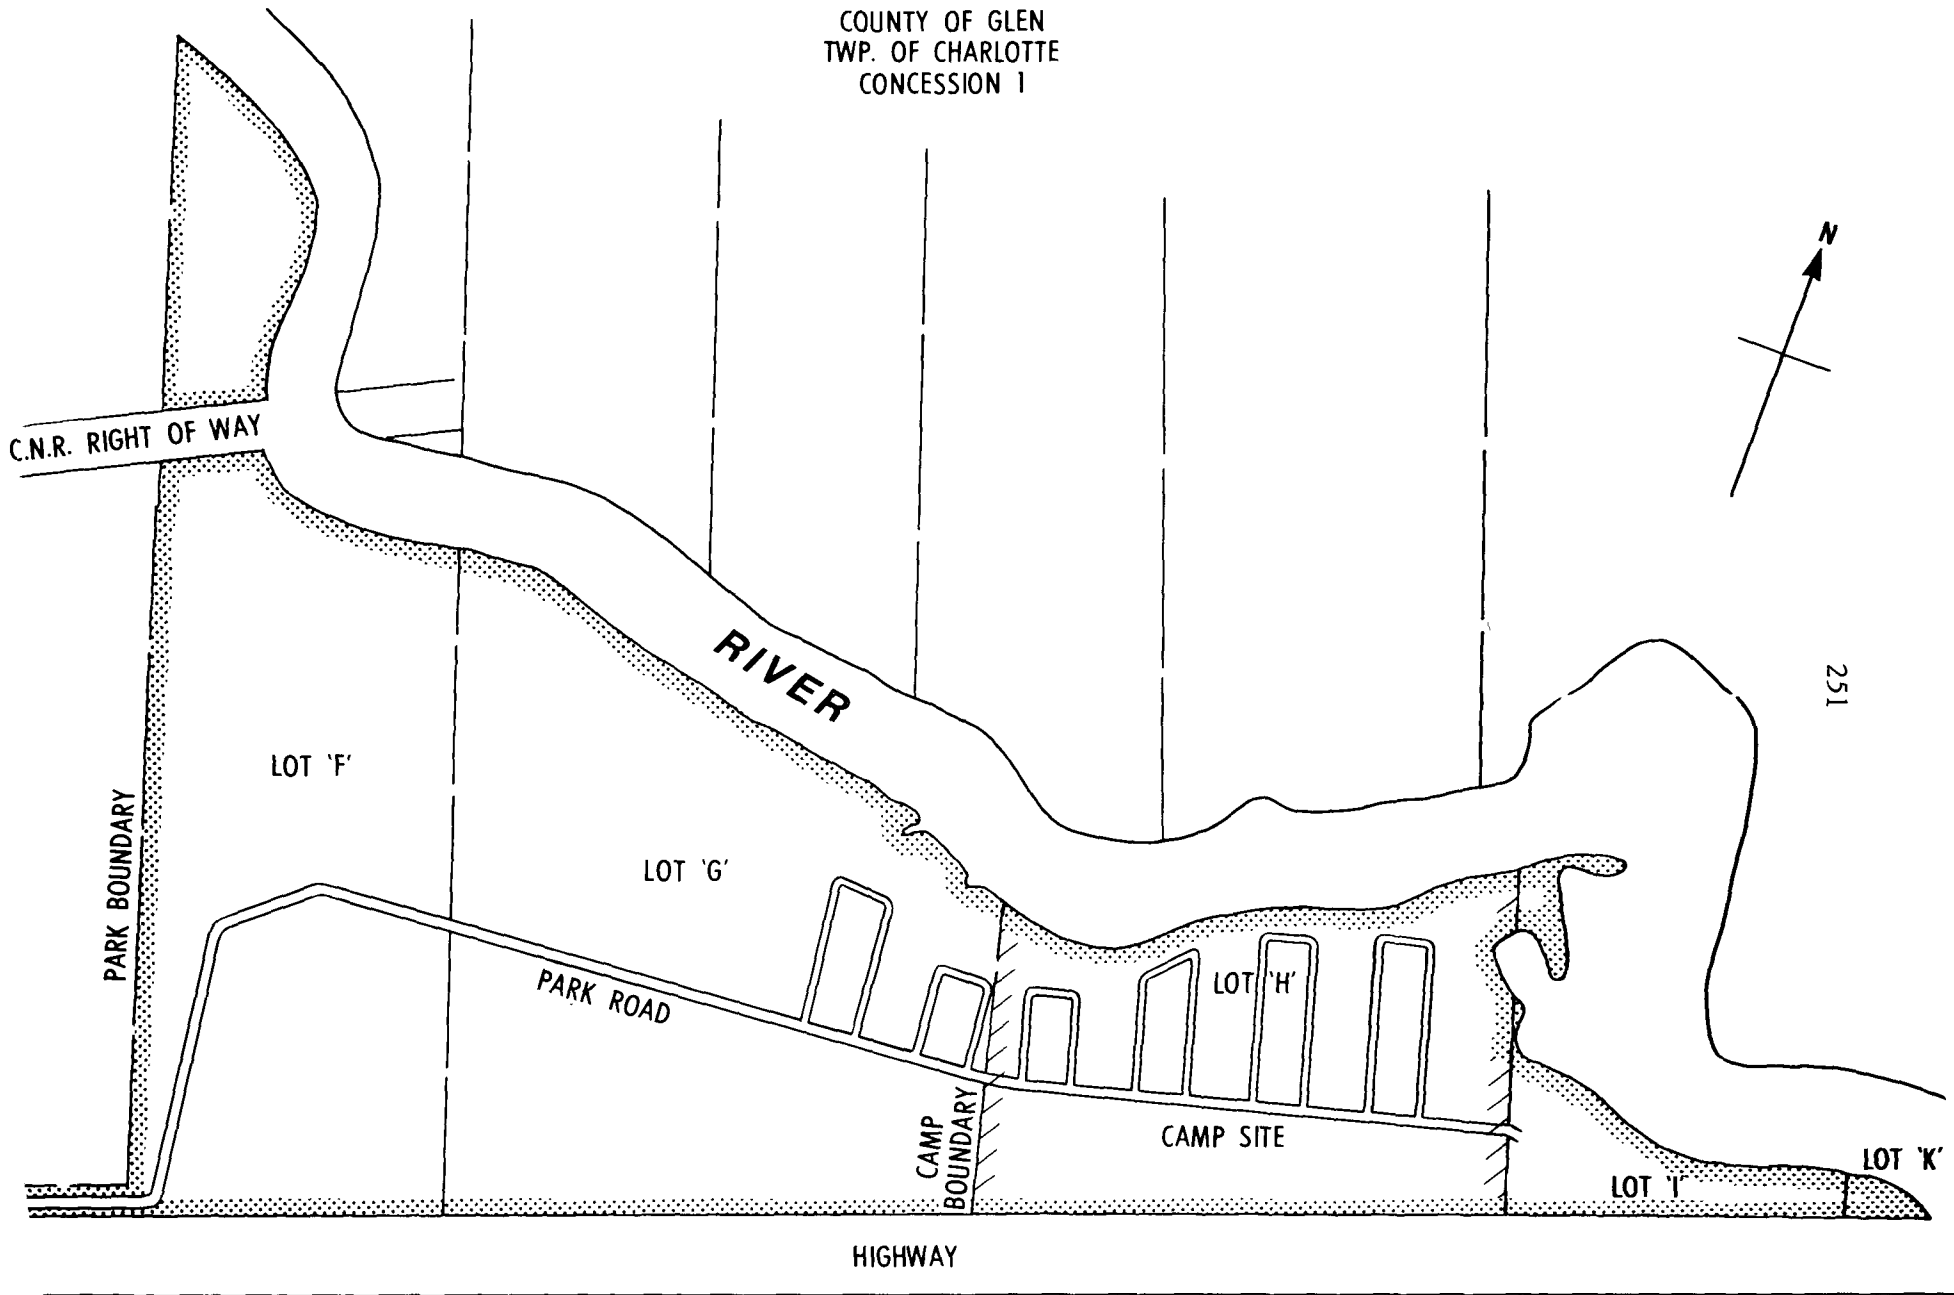 COUNTY OF GLEN
TWP. OF CHARLOTTE
CONCESSION 1
N
C.N.R. RIGHT OF WAY
RIVER
251
LOT 'F'
PARK BOUNDARY
LOT 'G'
PARK ROAD
LOT 'H'
CAMP
BOUNDARY
CAMP SITE
LOT 'I'
LOT 'K'
HIGHWAY